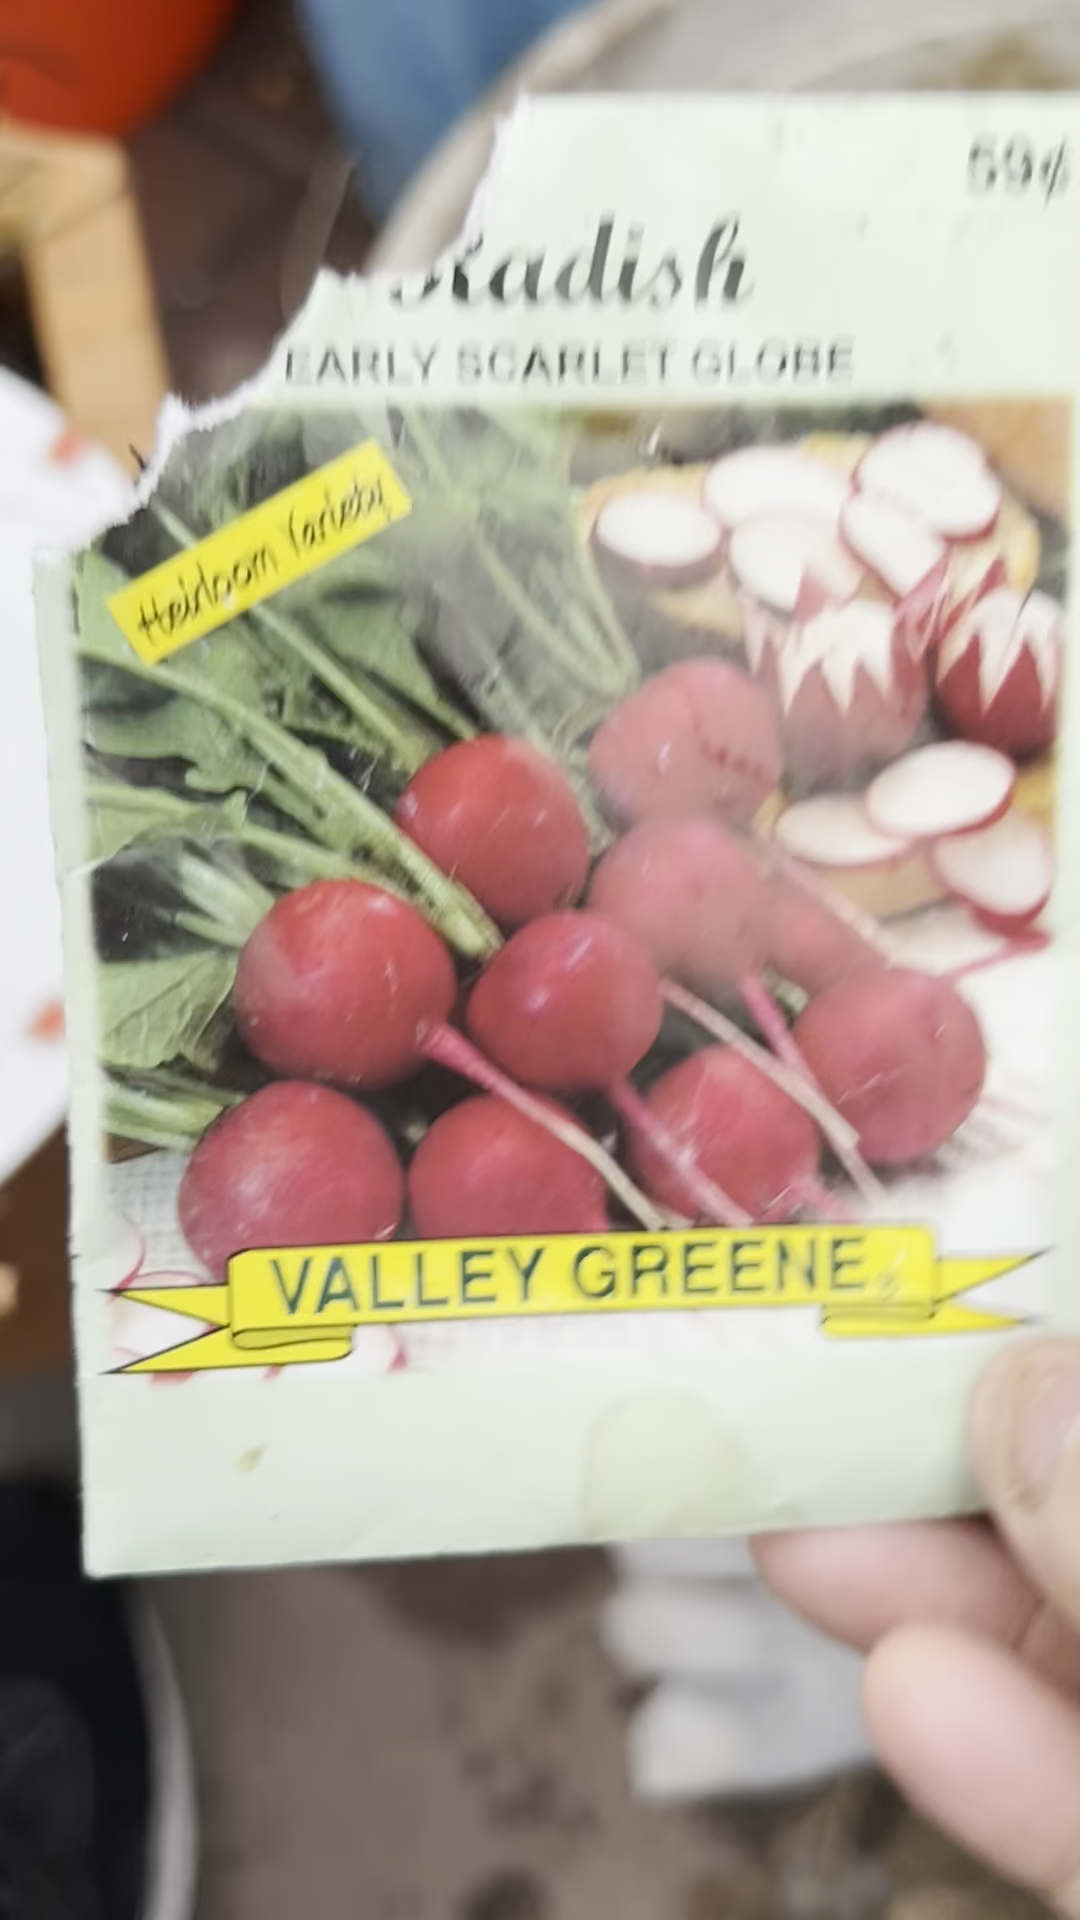 59¢
Radish
EARLY SCARLET GLOBE
Heirloom Variety
VALLEY GREENE